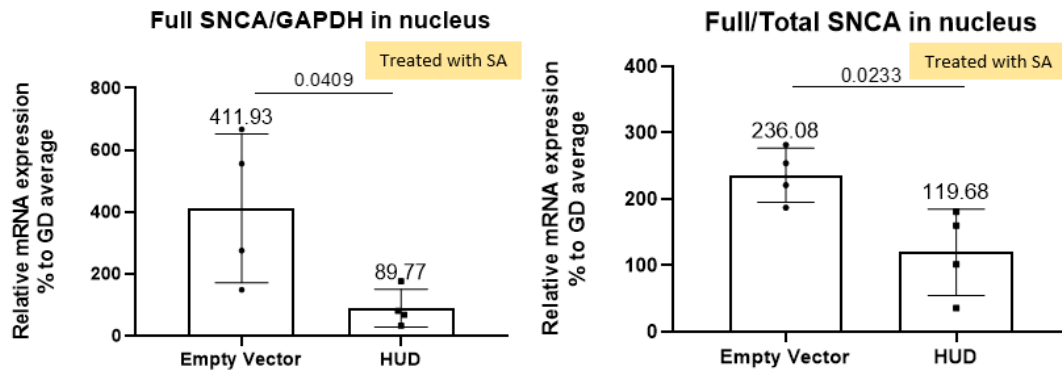 Full SNCA/GAPDH in nucleus
Treated with SA
0.0409
Relative mRNA expression
% to GD average
800
600
400
200
0
411.93
89.77
Empty Vector
HUD
Full/Total SNCA in nucleus
Treated with SA
0.0233
Relative mRNA expression
% to GD average
400
300
200
100
0
236.08
119.68
Empty Vector
HUD